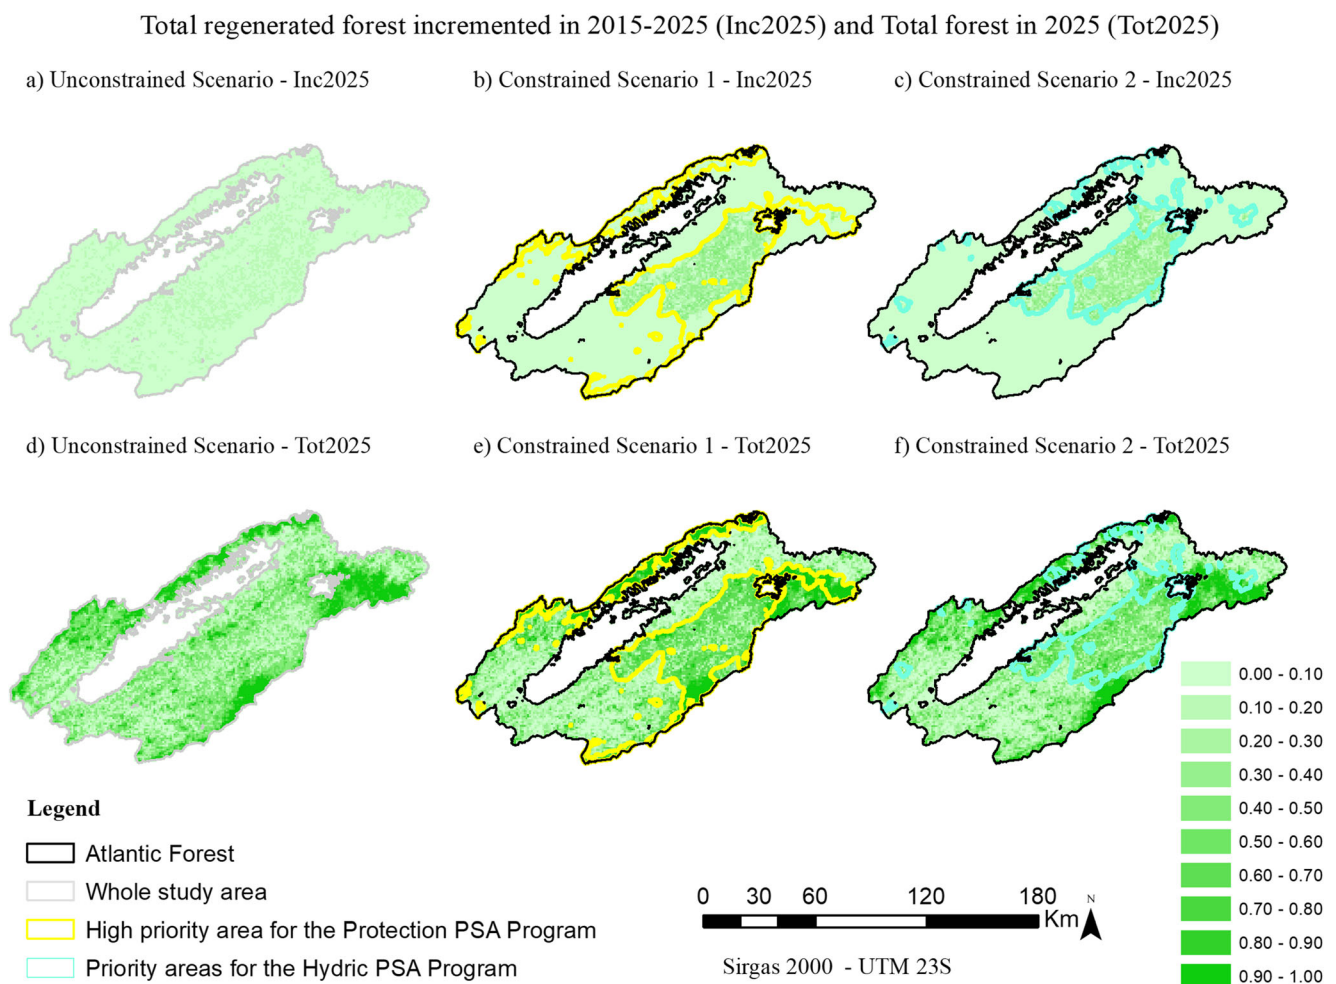 Total regenerated forest incremented in 2015-2025 (Inc2025) and Total forest in 2025 (Tot2025)
a) Unconstrained Scenario - Inc2025
b) Constrained Scenario 1 - Inc2025
c) Constrained Scenario 2 - Inc2025
d) Unconstrained Scenario - Tot2025
e) Constrained Scenario 1 - Tot2025
f) Constrained Scenario 2 - Tot2025
Legend
Atlantic Forest
Whole study area
High priority area for the Protection PSA Program
Priority areas for the Hydric PSA Program
0 30 60 120 180
Km
N
Sirgas 2000 - UTM 23S
0.00 - 0.10
0.10 - 0.20
0.20 - 0.30
0.30 - 0.40
0.40 - 0.50
0.50 - 0.60
0.60 - 0.70
0.70 - 0.80
0.80 - 0.90
0.90 - 1.00